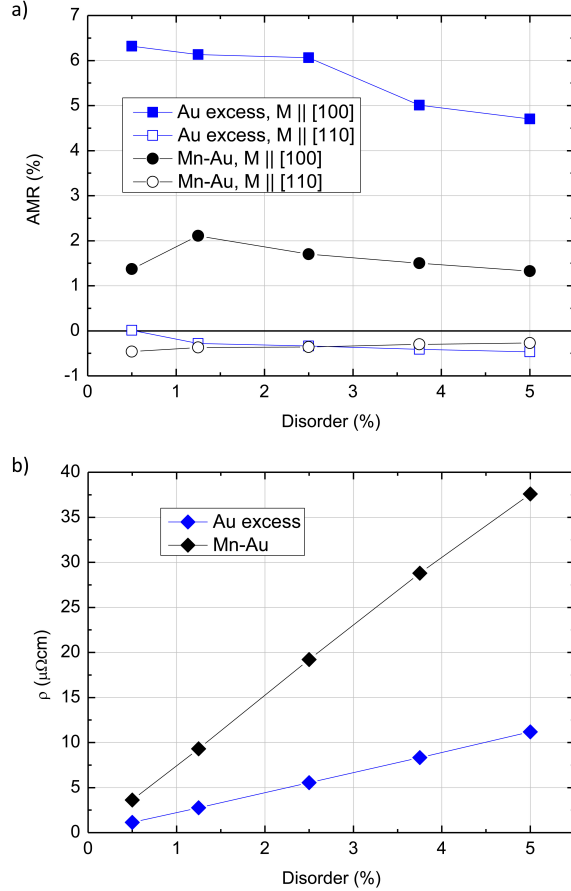 a)
7
6
5
4
3
2
1
0
-1
AMR (%)
Au excess, M || [100]
Au excess, M || [110]
Mn-Au, M || [100]
Mn-Au, M || [110]
0 1 2 3 4 5
Disorder (%)
b)
40
35
30
25
20
15
10
5
0
ρ (μΩcm)
Au excess
Mn-Au
0 1 2 3 4 5
Disorder (%)